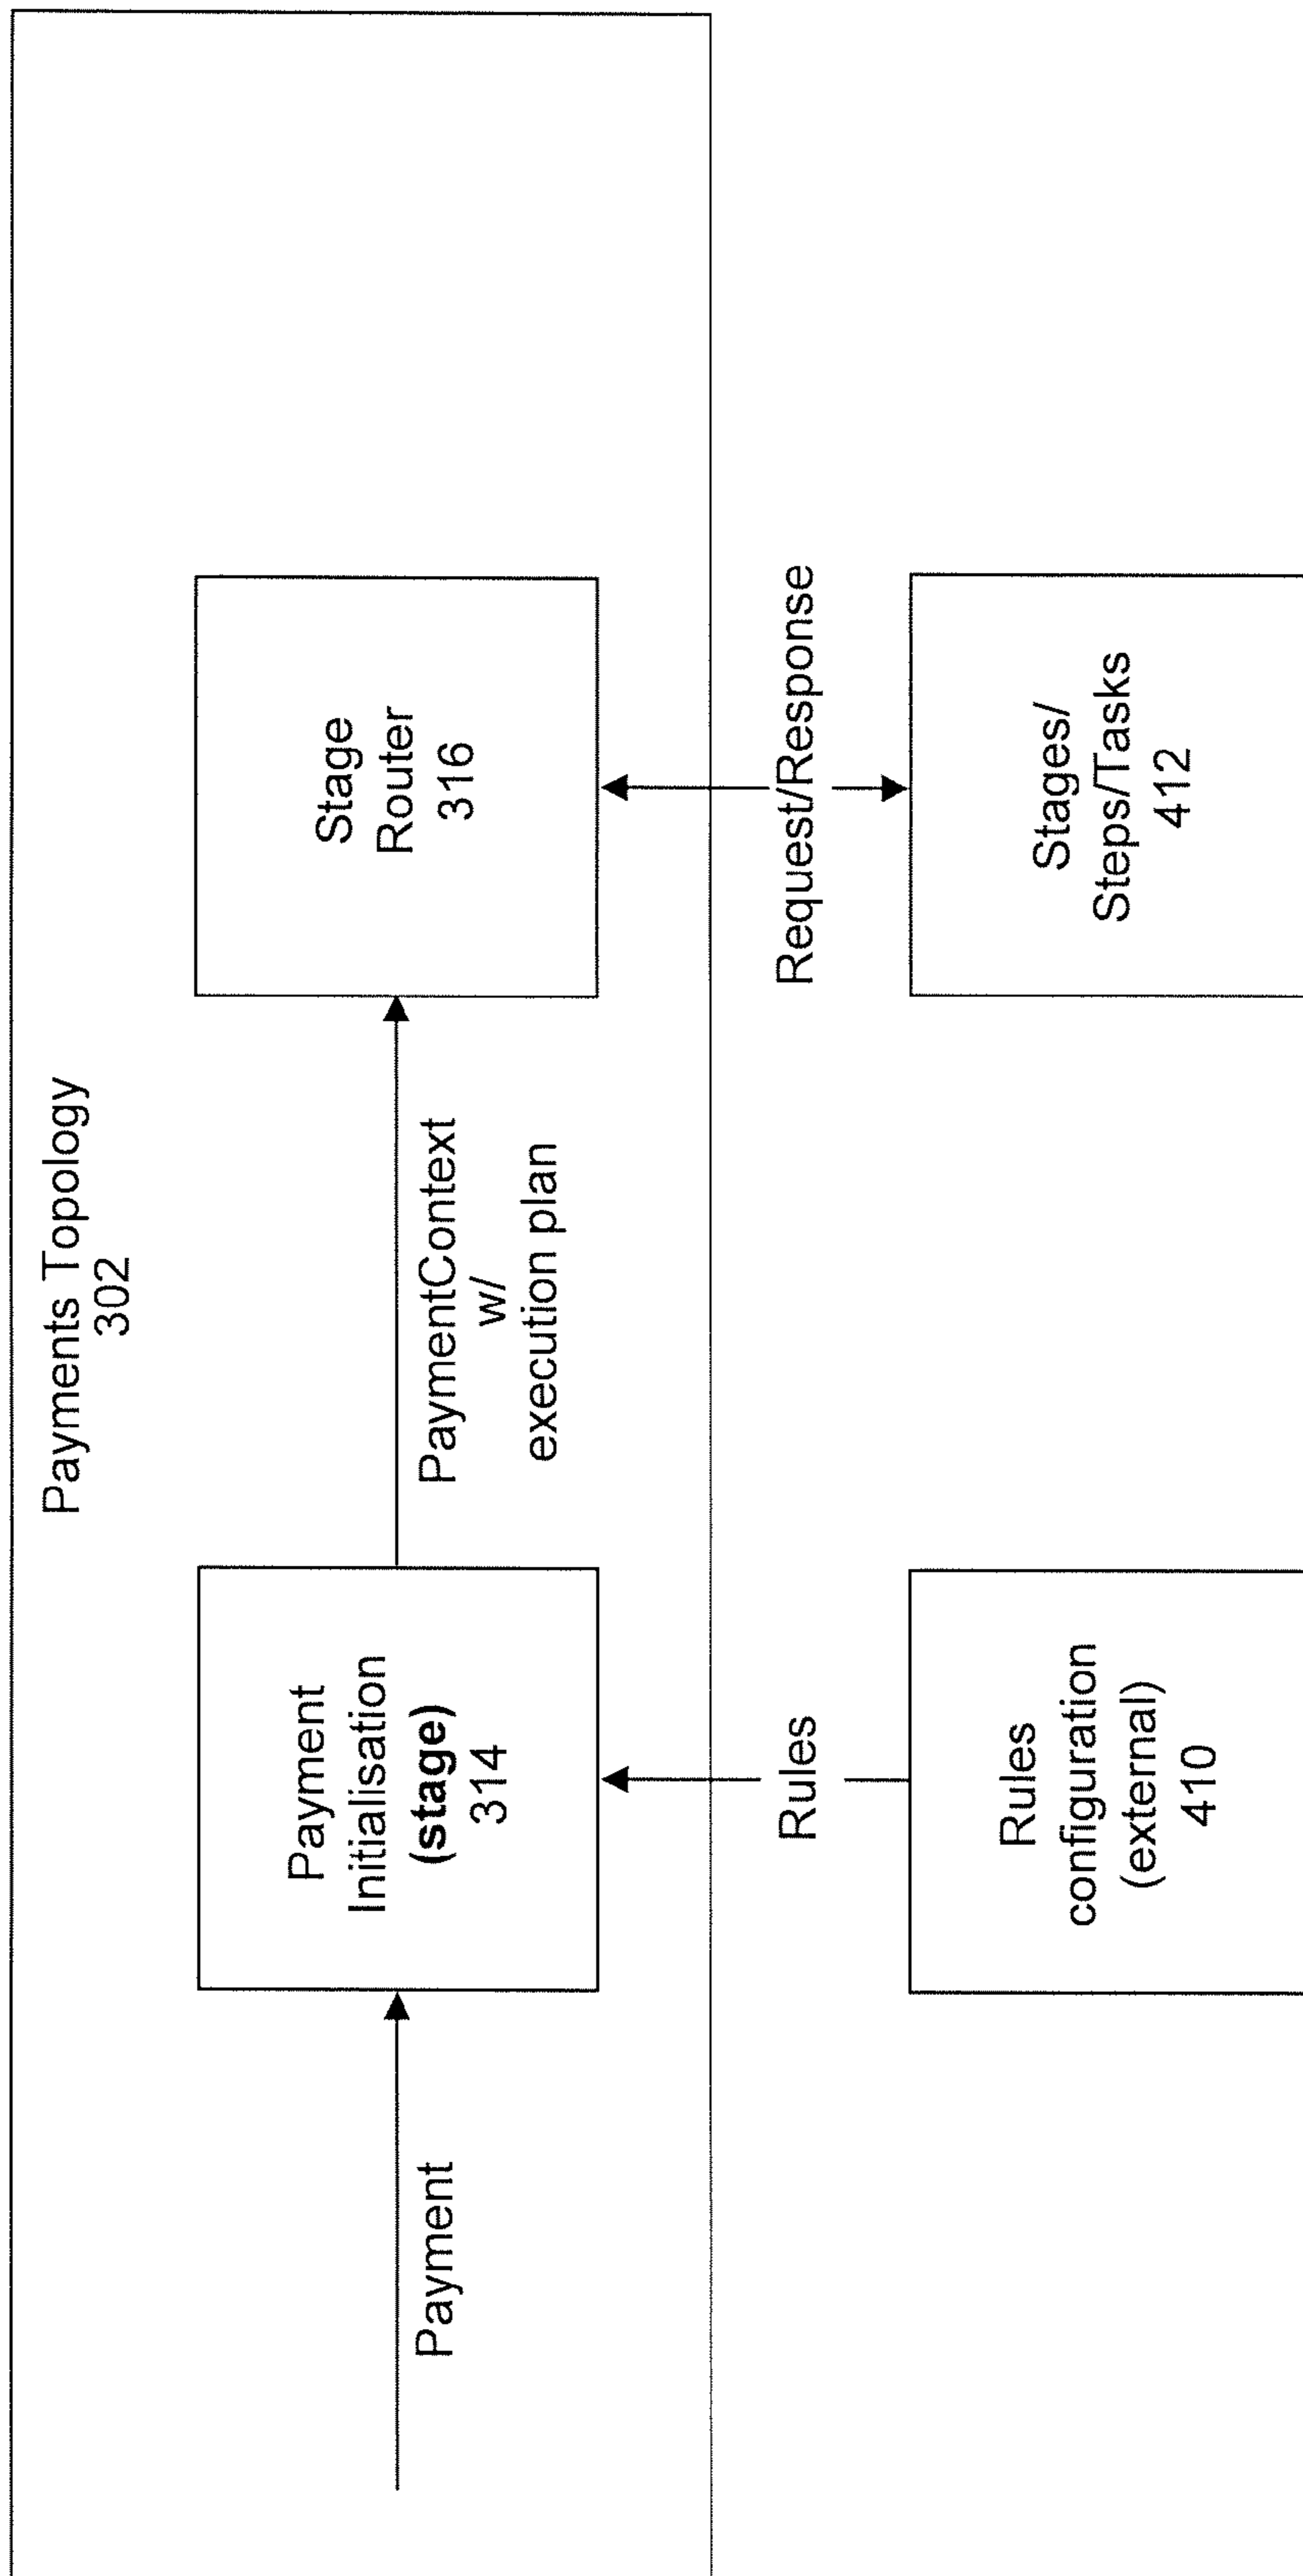 Payments Topology
302
Payment
Payment
Initialisation
(stage)
314
PaymentContext
w/
execution plan
Stage
Router
316
Rules
Request/Response
Rules
configuration
(external)
410
Stages/
Steps/Tasks
412